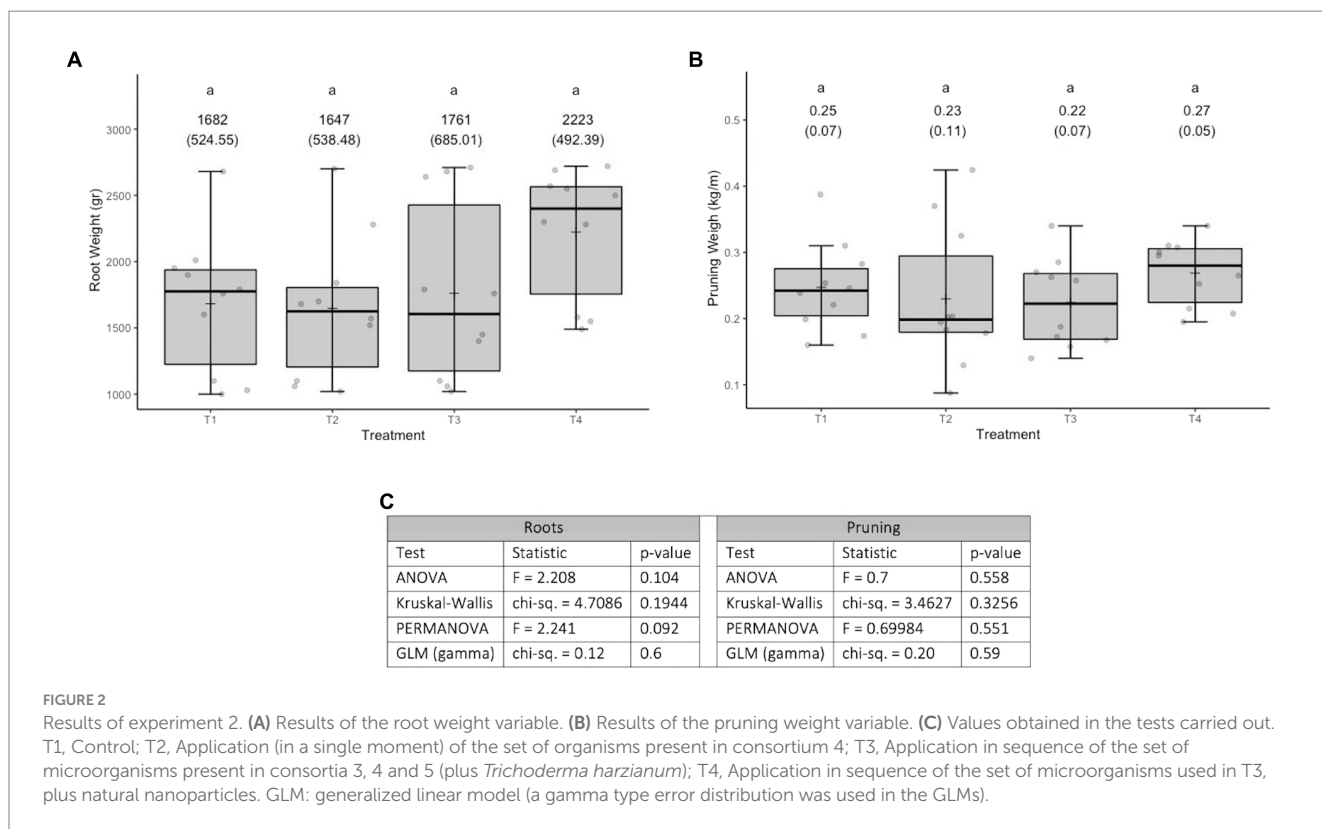 A
a a a a
1682 1647 1761 2223
(524.55) (538.48) (685.01) (492.39)
3000
2500
2000
1500
1000
Root Weight (gr)
T1 T2 T3 T4
Treatment
B
a a a a
0.25 0.23 0.22 0.27
(0.07) (0.11) (0.07) (0.05)
0.5
0.4
0.3
0.2
0.1
Pruning Weigh (kg/m)
T1 T2 T3 T4
Treatment
C
Roots Pruning
Test Statistic p-value Test Statistic p-value
ANOVA F = 2.208 0.104 ANOVA F = 0.7 0.558
Kruskal-Wallis chi-sq. = 4.7086 0.1944 Kruskal-Wallis chi-sq. = 3.4627 0.3256
PERMANOVA F = 2.241 0.092 PERMANOVA F = 0.69984 0.551
GLM (gamma) chi-sq. = 0.12 0.6 GLM (gamma) chi-sq. = 0.20 0.59
FIGURE 2
Results of experiment 2. (A) Results of the root weight variable. (B) Results of the pruning weight variable. (C) Values obtained in the tests carried out.
T1, Control; T2, Application (in a single moment) of the set of organisms present in consortium 4; T3, Application in sequence of the set of
microorganisms present in consortia 3, 4 and 5 (plus Trichoderma harzianum); T4, Application in sequence of the set of microorganisms used in T3,
plus natural nanoparticles. GLM: generalized linear model (a gamma type error distribution was used in the GLMs).